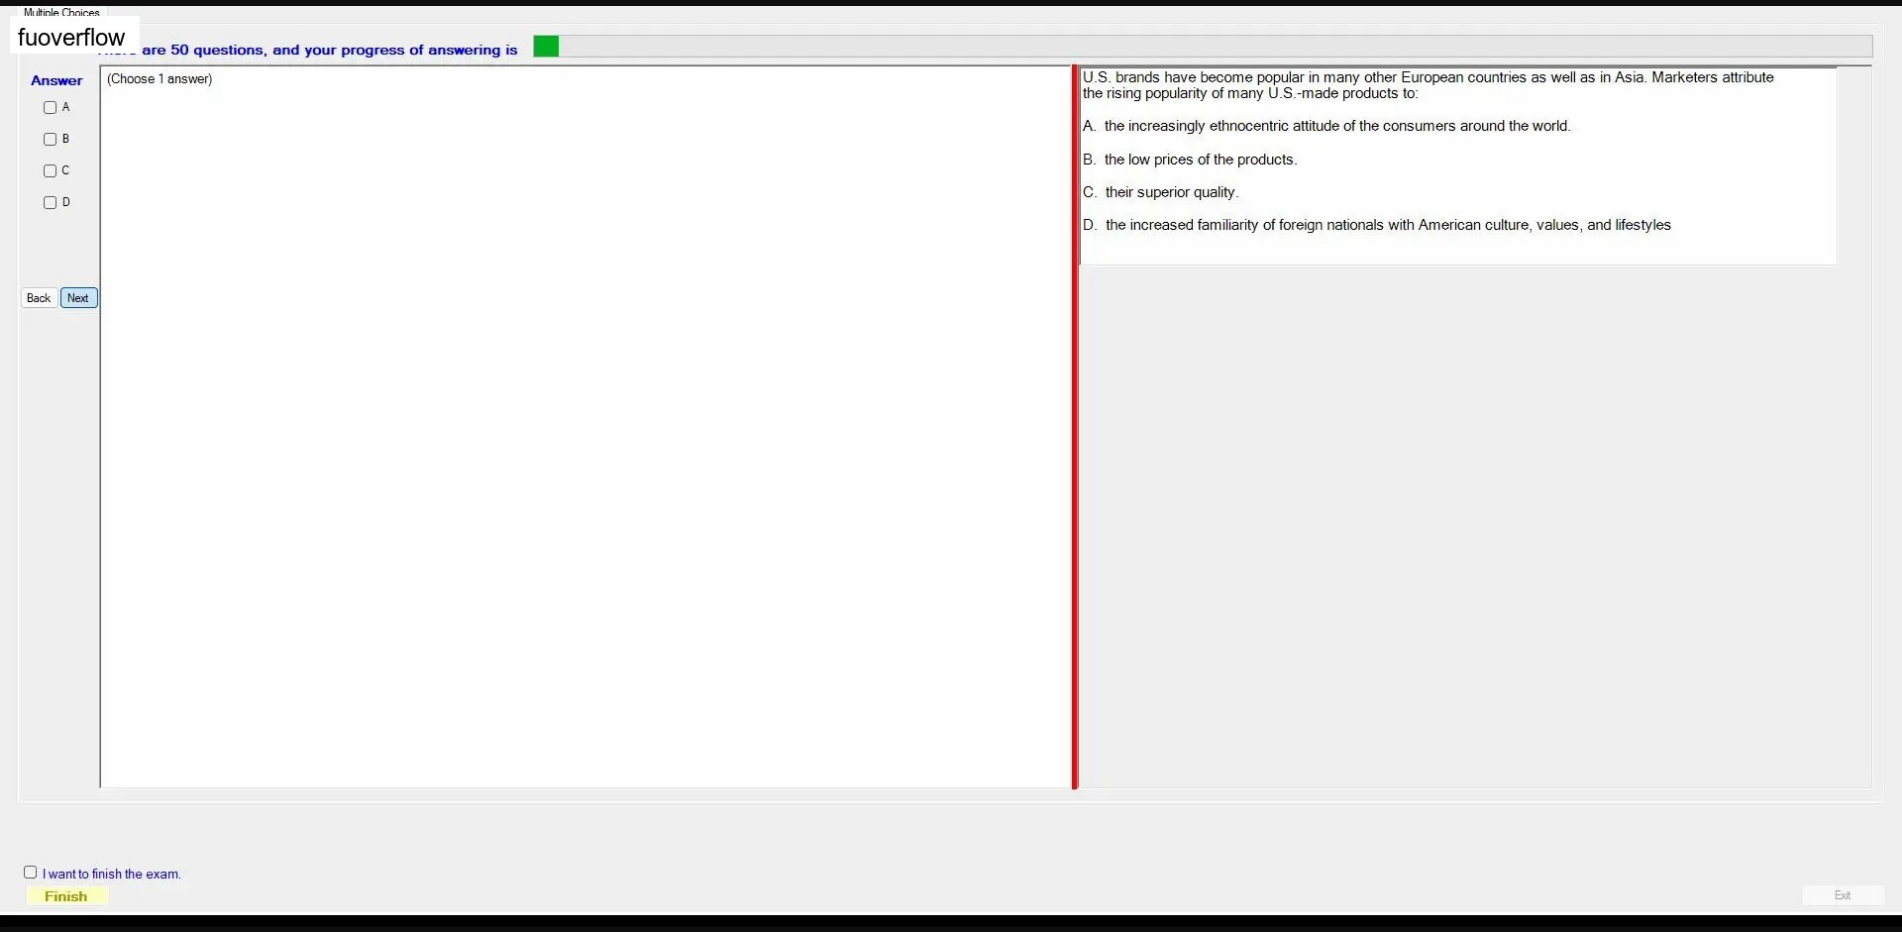 Multiple Choices
fuoverflow
are 50 questions, and your progress of answering is
Answer
(Choose 1 answer)
A
B
C
D
Back
Next
U.S. brands have become popular in many other European countries as well as in Asia. Marketers attribute
the rising popularity of many U.S.-made products to:
A. the increasingly ethnocentric attitude of the consumers around the world.
B. the low prices of the products.
C. their superior quality.
D. the increased familiarity of foreign nationals with American culture, values, and lifestyles
I want to finish the exam.
Finish
Exit